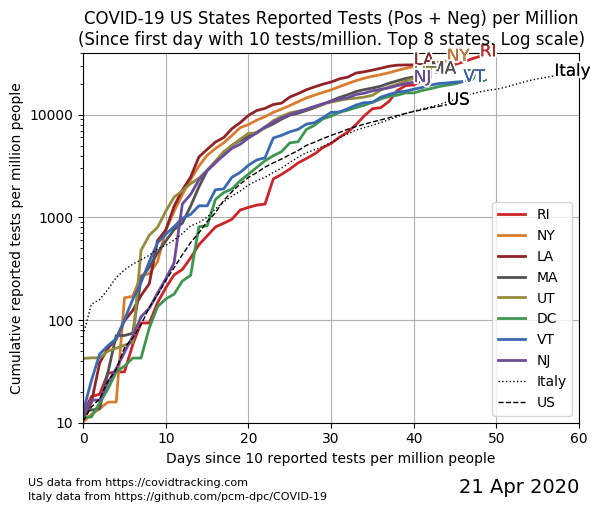 COVID-19 US States Reported Tests (Pos + Neg) per Million
(Since first day with 10 tests/million. Top 8 states. Log scale)
Cumulative reported tests per million people
10000
1000
100
10
LA
NY
RI
MA
NJ
VT
Italy
US
RI
NY
LA
MA
UT
DC
VT
NJ
Italy
US
0
10
20
30
40
50
60
Days since 10 reported tests per million people
US data from https://covidtracking.com
Italy data from https://github.com/pcm-dpc/COVID-19
21 Apr 2020